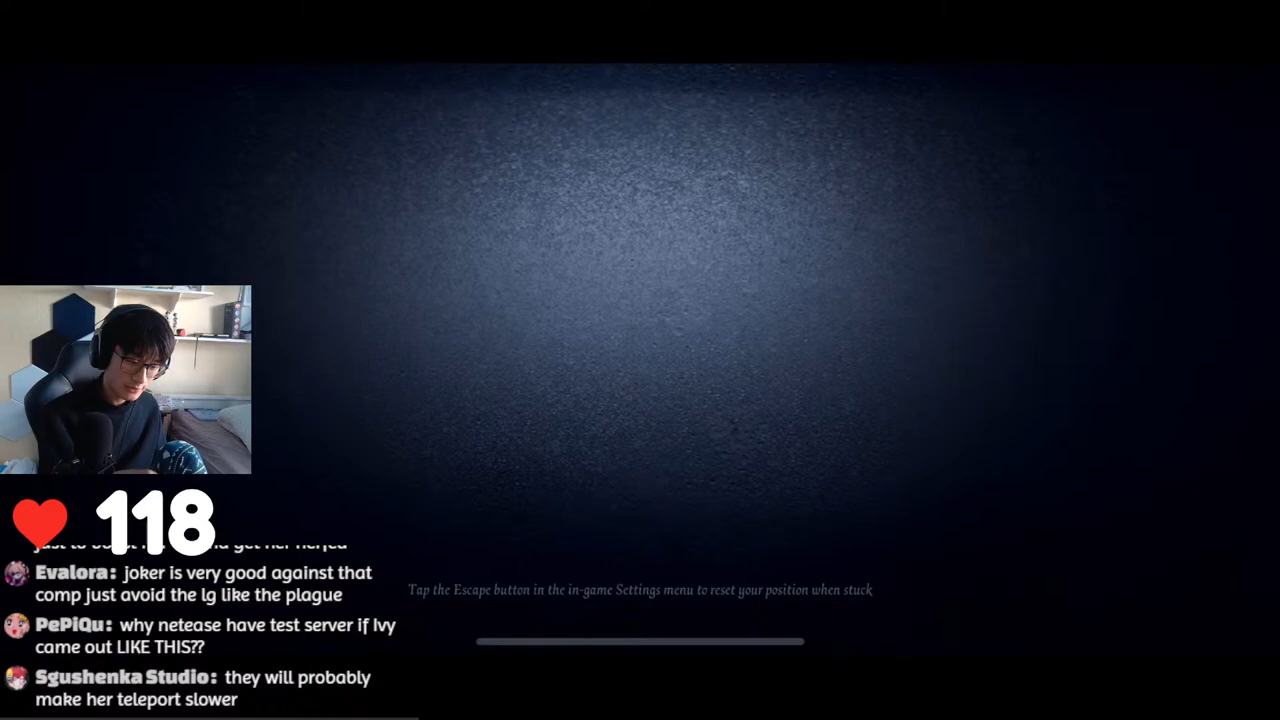 118
Evalora: joker is very good against that
comp just avoid the lg like the plague
PePiQu: why netease have test server if Ivy
came out LIKE THIS??
Sgushenka Studio: they will probably
make her teleport slower
Tap the Escape button in the in-game Settings menu to reset your position when stuck